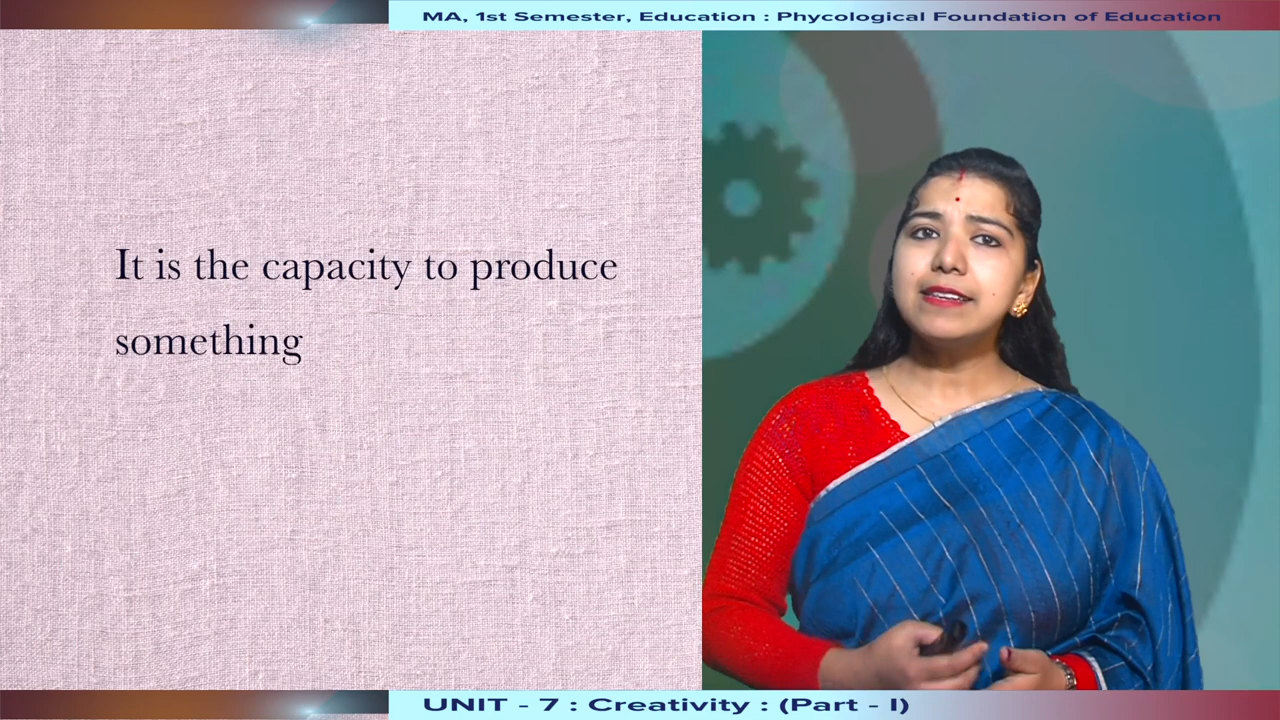 MA, 1st Semester, Education : Phycological Foundation of Education
It is the capacity to produce
something
UNIT - 7 : Creativity : (Part - I)